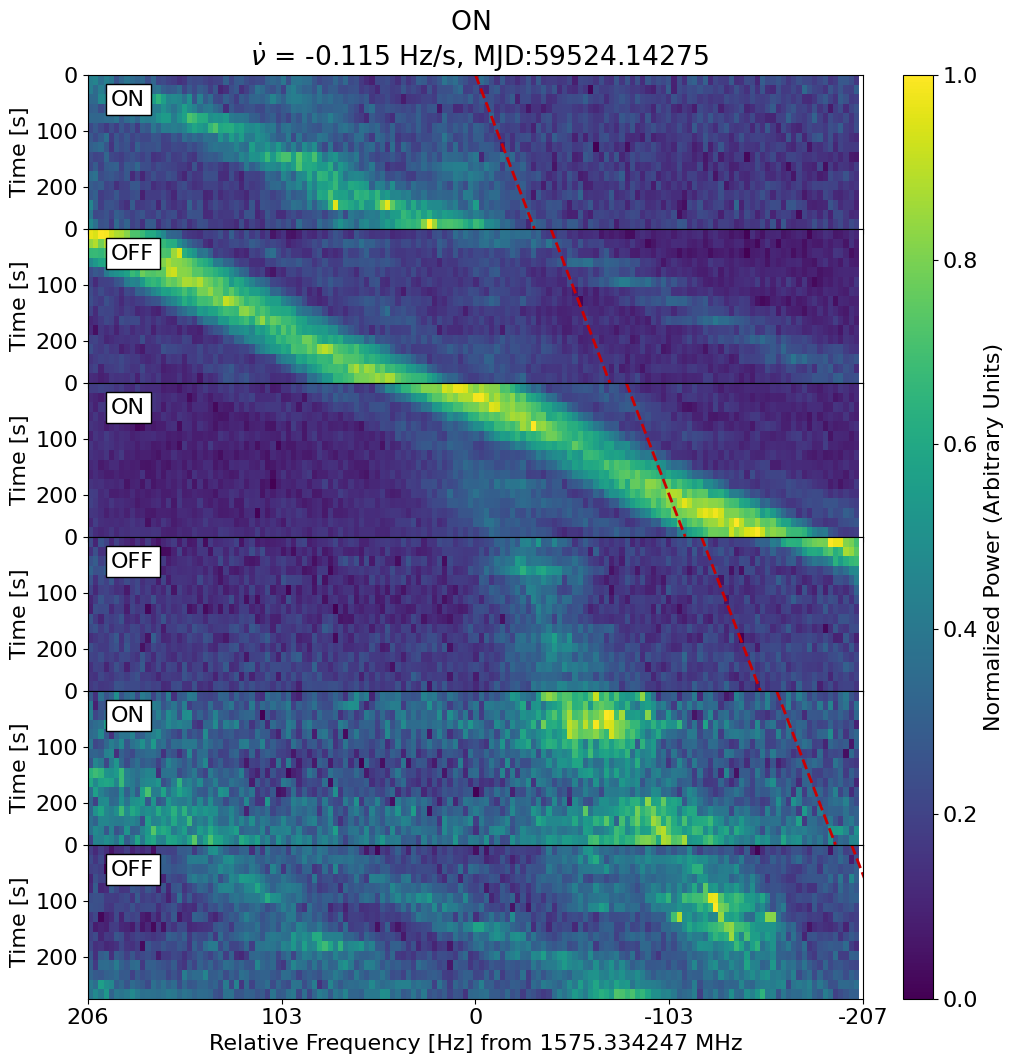 ON
ν̇ = -0.115 Hz/s, MJD:59524.14275
0
100
200
Time [s]
ON
0
100
200
Time [s]
OFF
0
100
200
Time [s]
ON
0
100
200
Time [s]
OFF
0
100
200
Time [s]
ON
0
100
200
Time [s]
OFF
206
103
0
-103
-207
Relative Frequency [Hz] from 1575.334247 MHz
1.0
0.8
0.6
0.4
0.2
0.0
Normalized Power (Arbitrary Units)